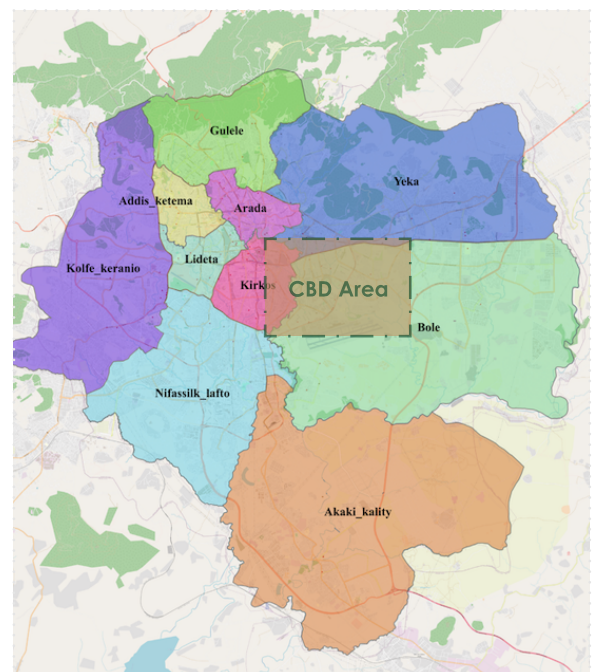 Gulele
Yeka
Addis_ketema
Arada
Lideta
Kolfe_keranio
Kirkos
CBD Area
Bole
Nifassilk_lafto
Akaki_kality